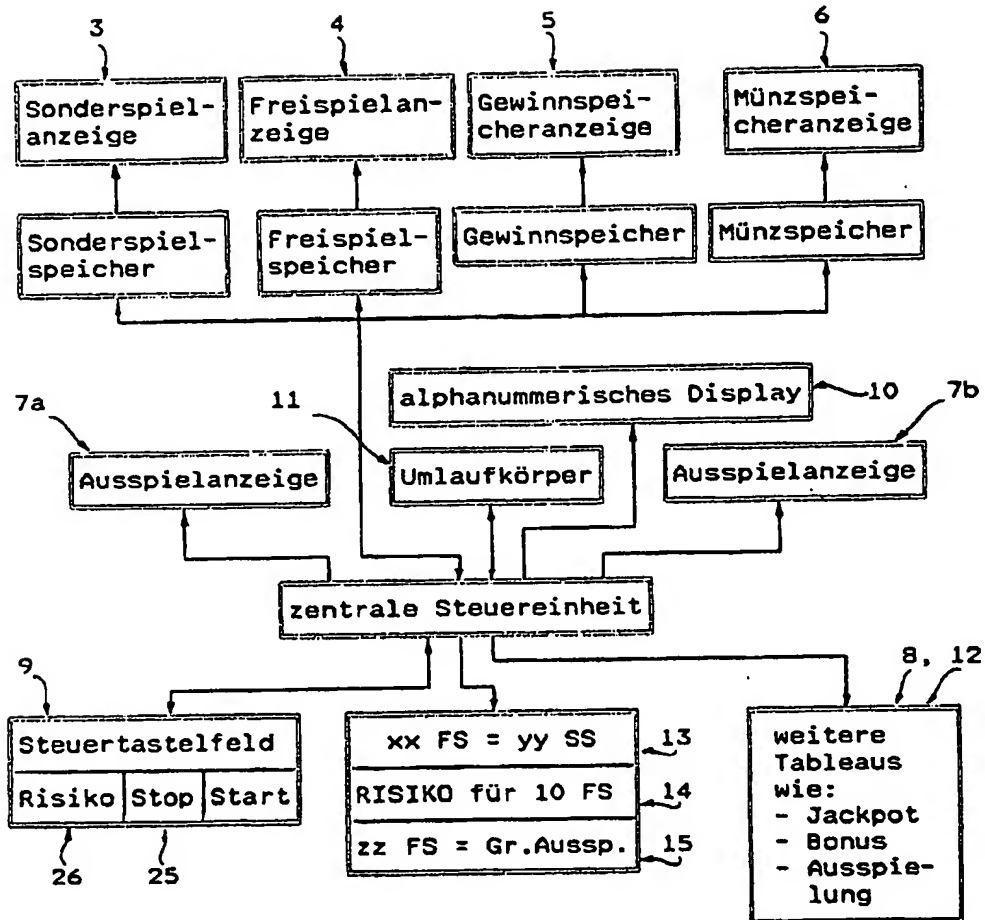 3
4
5
6
Sonderspiel-
anzeige
Freispielan-
zeige
Gewinnspei-
cheranzeige
Münzspei-
cheranzeige
Sonderspiel-
speicher
Freispiel-
speicher
Gewinnspeicher
Münzspeicher
alphanummerisches Display
10
7a
11
7b
Ausspielanzeige
Umlaufkörper
Ausspielanzeige
zentrale Steuereinheit
9
8, 12
Steuertastelfeld
Risiko Stop Start
26
25
xx FS = yy SS
13
RISIKO für 10 FS
14
zz FS = Gr.Aussp.
15
weitere
Tableaus
wie:
- Jackpot
- Bonus
- Ausspie-
lung